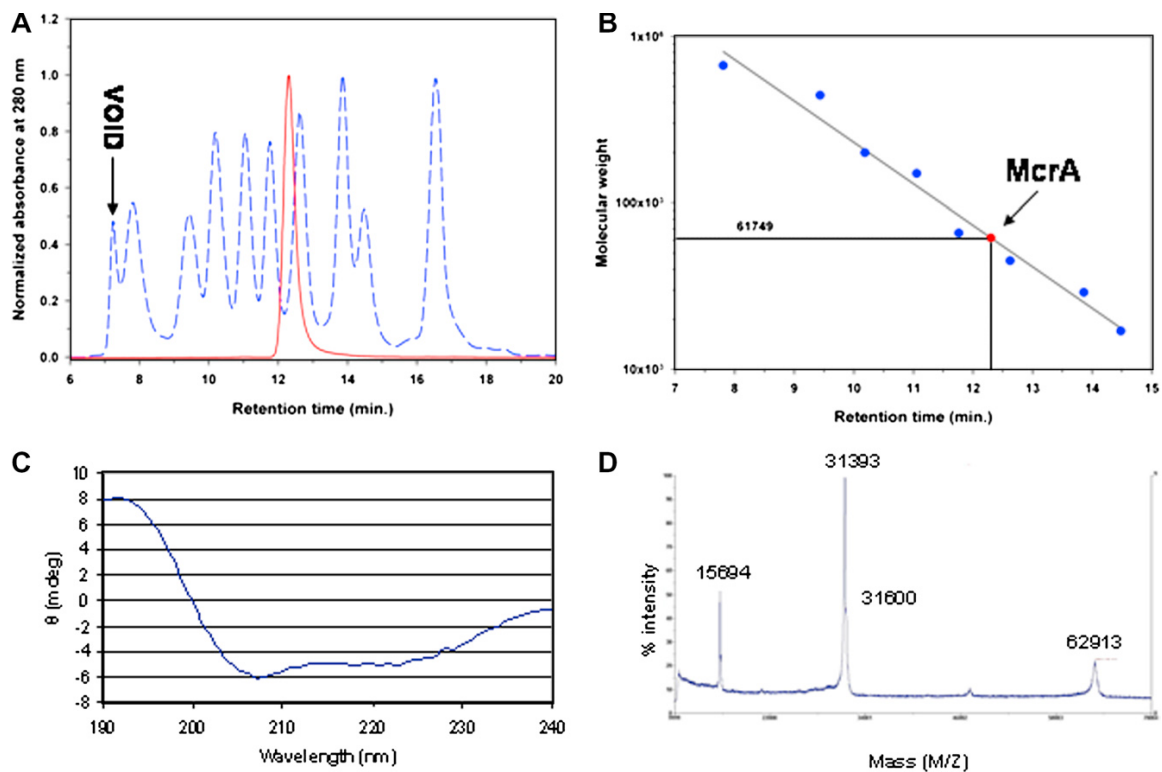 A
VOID
1.2
1.0
0.8
0.6
0.4
0.2
0.0
Normalized absorbance at 280 nm
6 8 10 12 14 16 18 20
Retention time (min.)
B
1x10⁶
100x10³
10x10³
Molecular weight
61749
McrA
7 8 9 10 11 12 13 14 15
Retention time (min.)
C
10
8
6
4
2
0
-2
-4
-6
-8
θ (m deg)
190 200 210 220 230 240
Wavelength (nm)
D
31393
15694
31600
62913
% intensity
Mass (M/Z)